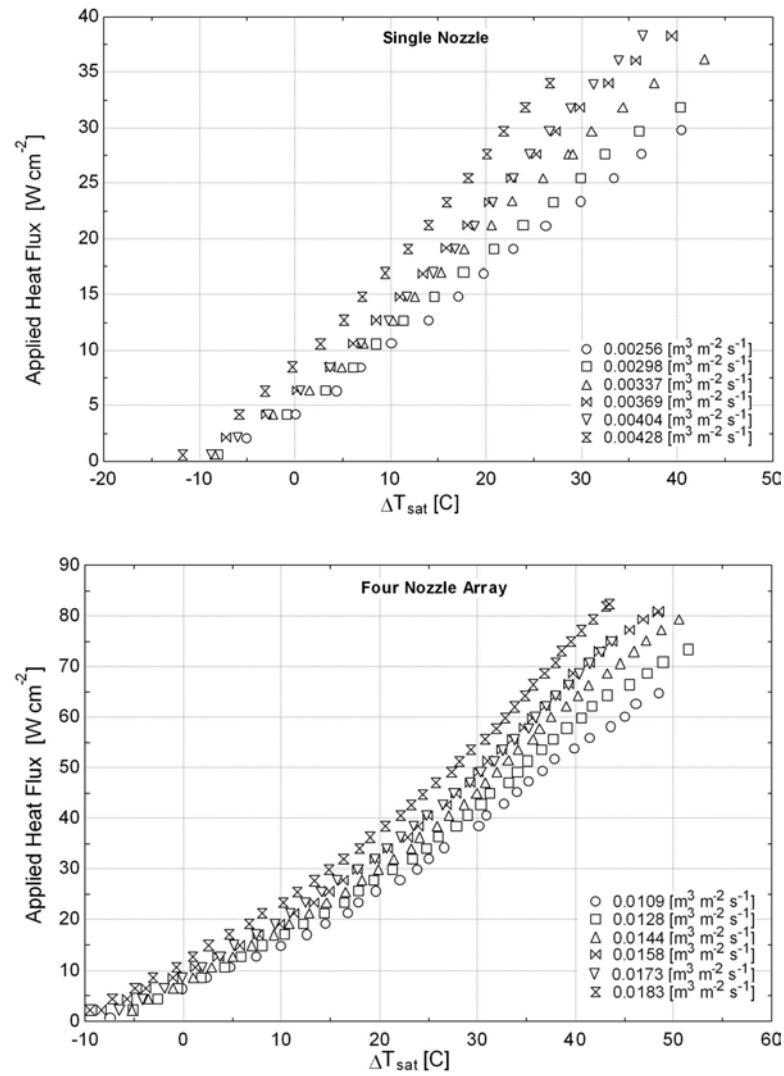 Single Nozzle
40
35
30
25
20
15
10
5
0
Applied Heat Flux [W cm⁻²]
0.00256 [m³ m⁻² s⁻¹]
0.00298 [m³ m⁻² s⁻¹]
0.00337 [m³ m⁻² s⁻¹]
0.00369 [m³ m⁻² s⁻¹]
0.00404 [m³ m⁻² s⁻¹]
0.00428 [m³ m⁻² s⁻¹]
-20 -10 0 10 20 30 40 50
ΔT_sat [C]
Four Nozzle Array
90
80
70
60
50
40
30
20
10
0
Applied Heat Flux [W cm⁻²]
0.0109 [m³ m⁻² s⁻¹]
0.0128 [m³ m⁻² s⁻¹]
0.0144 [m³ m⁻² s⁻¹]
0.0158 [m³ m⁻² s⁻¹]
0.0173 [m³ m⁻² s⁻¹]
0.0183 [m³ m⁻² s⁻¹]
-10 0 10 20 30 40 50 60
ΔT_sat [C]